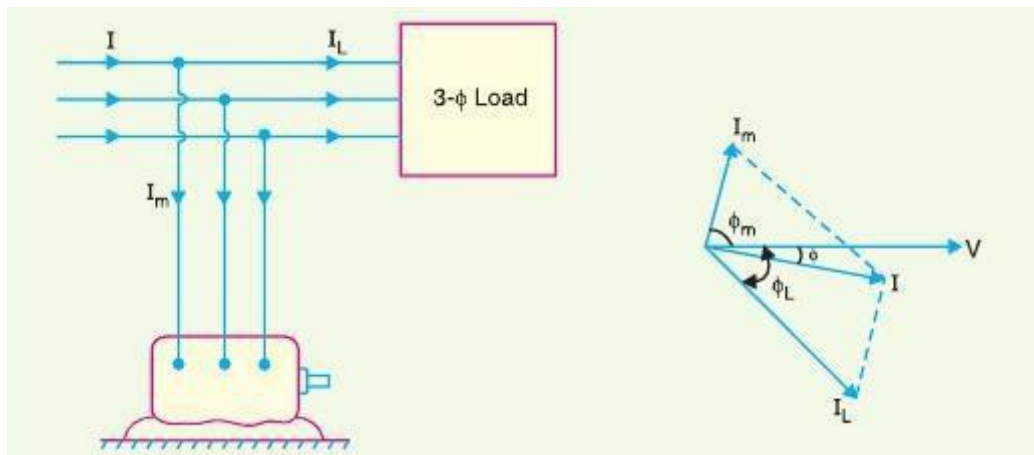 I
I_L
3-ϕ Load
I_m
I_m
ϕ_m
V
ϕ
I
ϕ_L
I_L